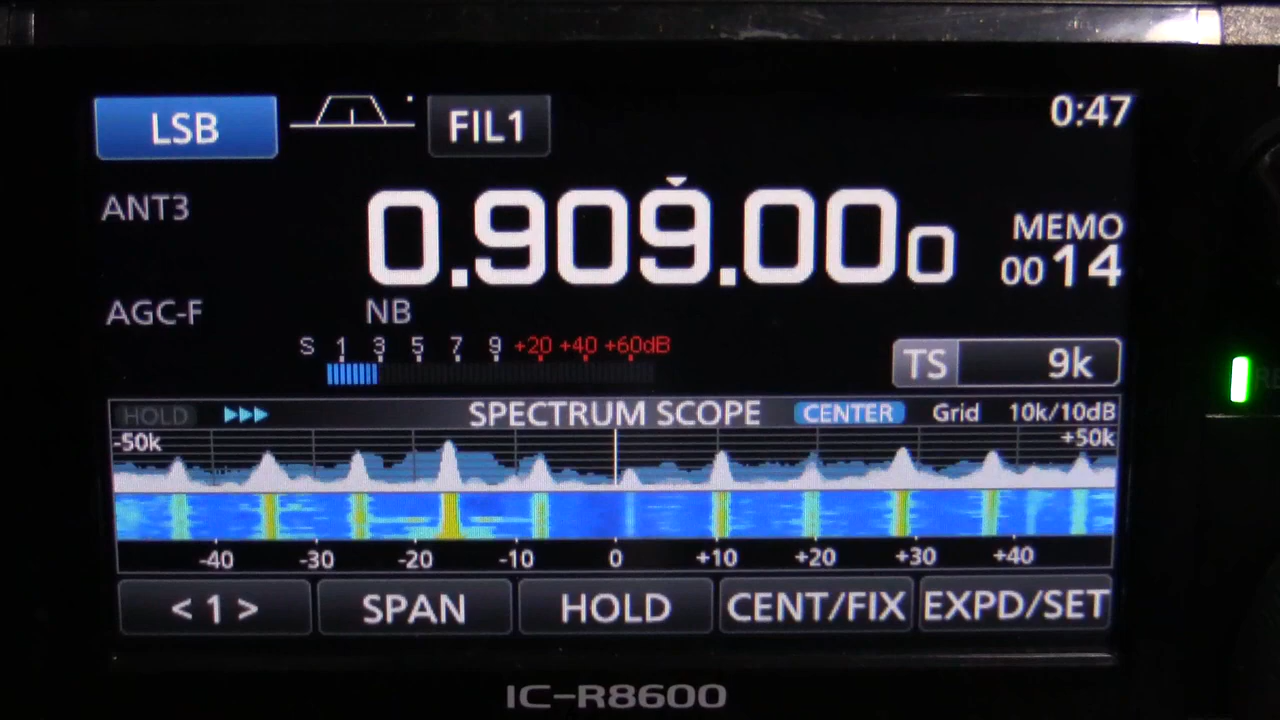 LSB FIL1 0:47
ANT3 0.909.000 MEMO
0014
AGC-F NB
S 1 3 5 7 9 +20 +40 +60dB
TS 9k
HOLD SPECTRUM SCOPE CENTER Grid 10k/10dB
-50k +50k
-40 -30 -20 -10 0 +10 +20 +30 +40
< 1 > SPAN HOLD CENT/FIX EXPD/SET
IC-R8600